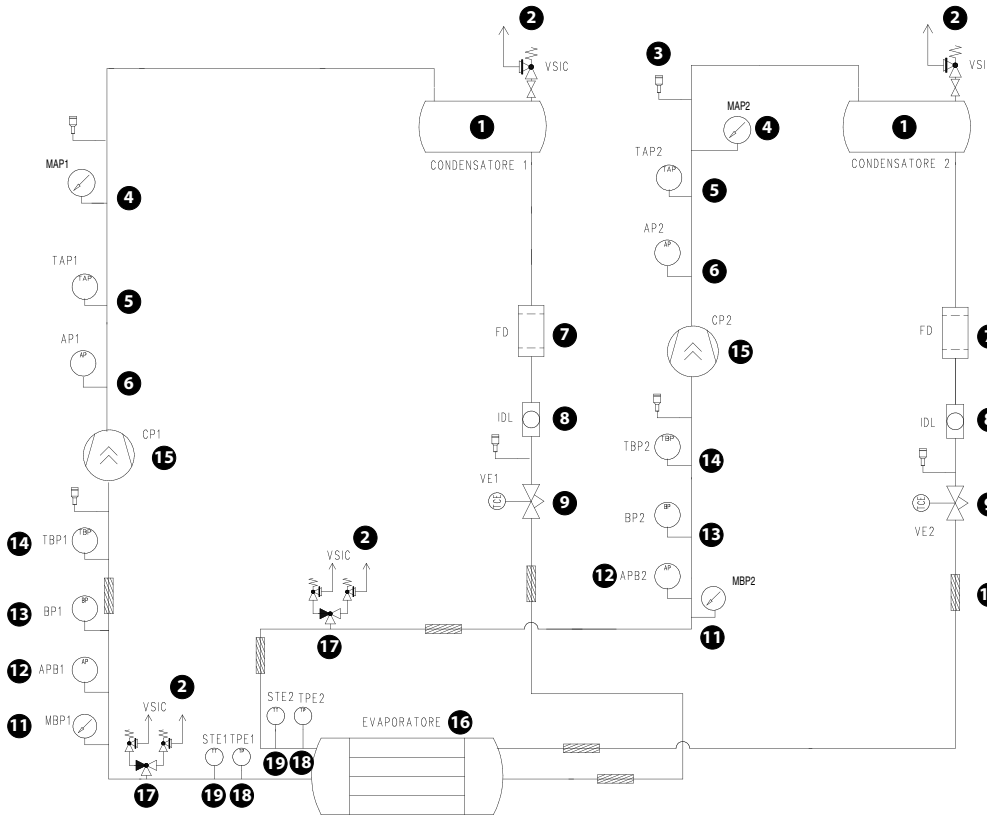 2
2
VSIC
VSI
3
MAP2
4
1
1
CONDENSATORE 1
CONDENSATORE 2
MAP1
4
TAP2
TAP
5
AP2
AP
6
TAP1
TAP
5
AP1
AP
6
FD
7
CP2
15
FD
IDL
8
IDL
CP1
15
TBP2
TBP
14
VE1
TCE
9
TCE
VE2
BP2
BP
13
14
TBP1
TBP
2
VSIC
12
APB2
AP
MBP2
11
13
BP1
BP
17
12
APB1
AP
2
VSIC
11
MBP1
STE2
TPE2
TT
TP
19
18
EVAPORATORE
16
STE1
TPE1
TT
TP
17
19
18